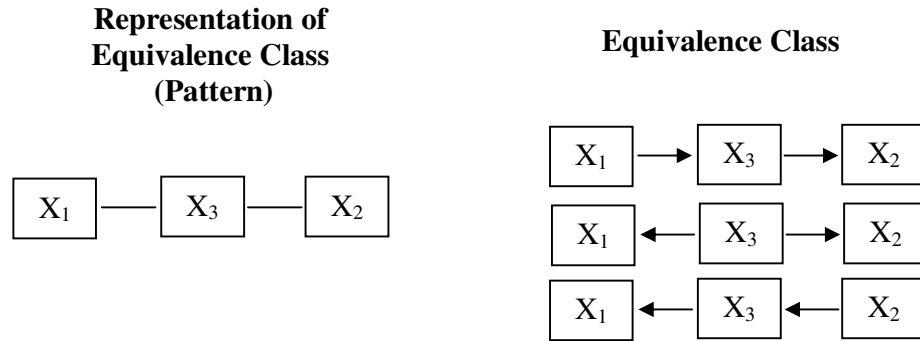 Representation of
Equivalence Class
(Pattern)
Equivalence Class
X₁ X₃ X₂
X₁ X₃ X₂
X₁ X₃ X₂
X₁ X₃ X₂